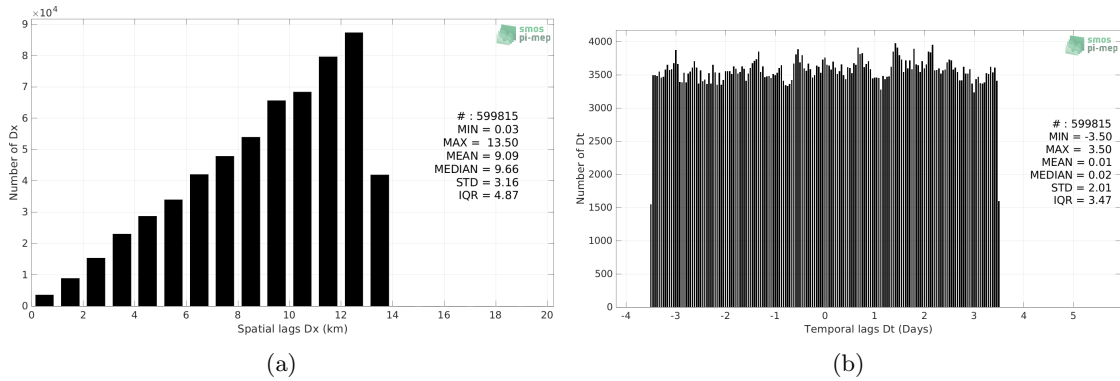 ×10⁴
9
8
7
6
5
4
3
2
1
0
Number of Dx
0 2 4 6 8 10 12 14 16 18 20
Spatial lags Dx (km)
smos
pi-mep
# : 599815
MIN = 0.03
MAX = 13.50
MEAN = 9.09
MEDIAN = 9.66
STD = 3.16
IQR = 4.87
(a)
4000
3500
3000
2500
2000
1500
1000
500
0
Number of Dt
-4 -3 -2 -1 0 1 2 3 4 5
Temporal lags Dt (Days)
smos
pi-mep
# : 599815
MIN = -3.50
MAX = 3.50
MEAN = 0.01
MEDIAN = 0.02
STD = 2.01
IQR = 3.47
(b)